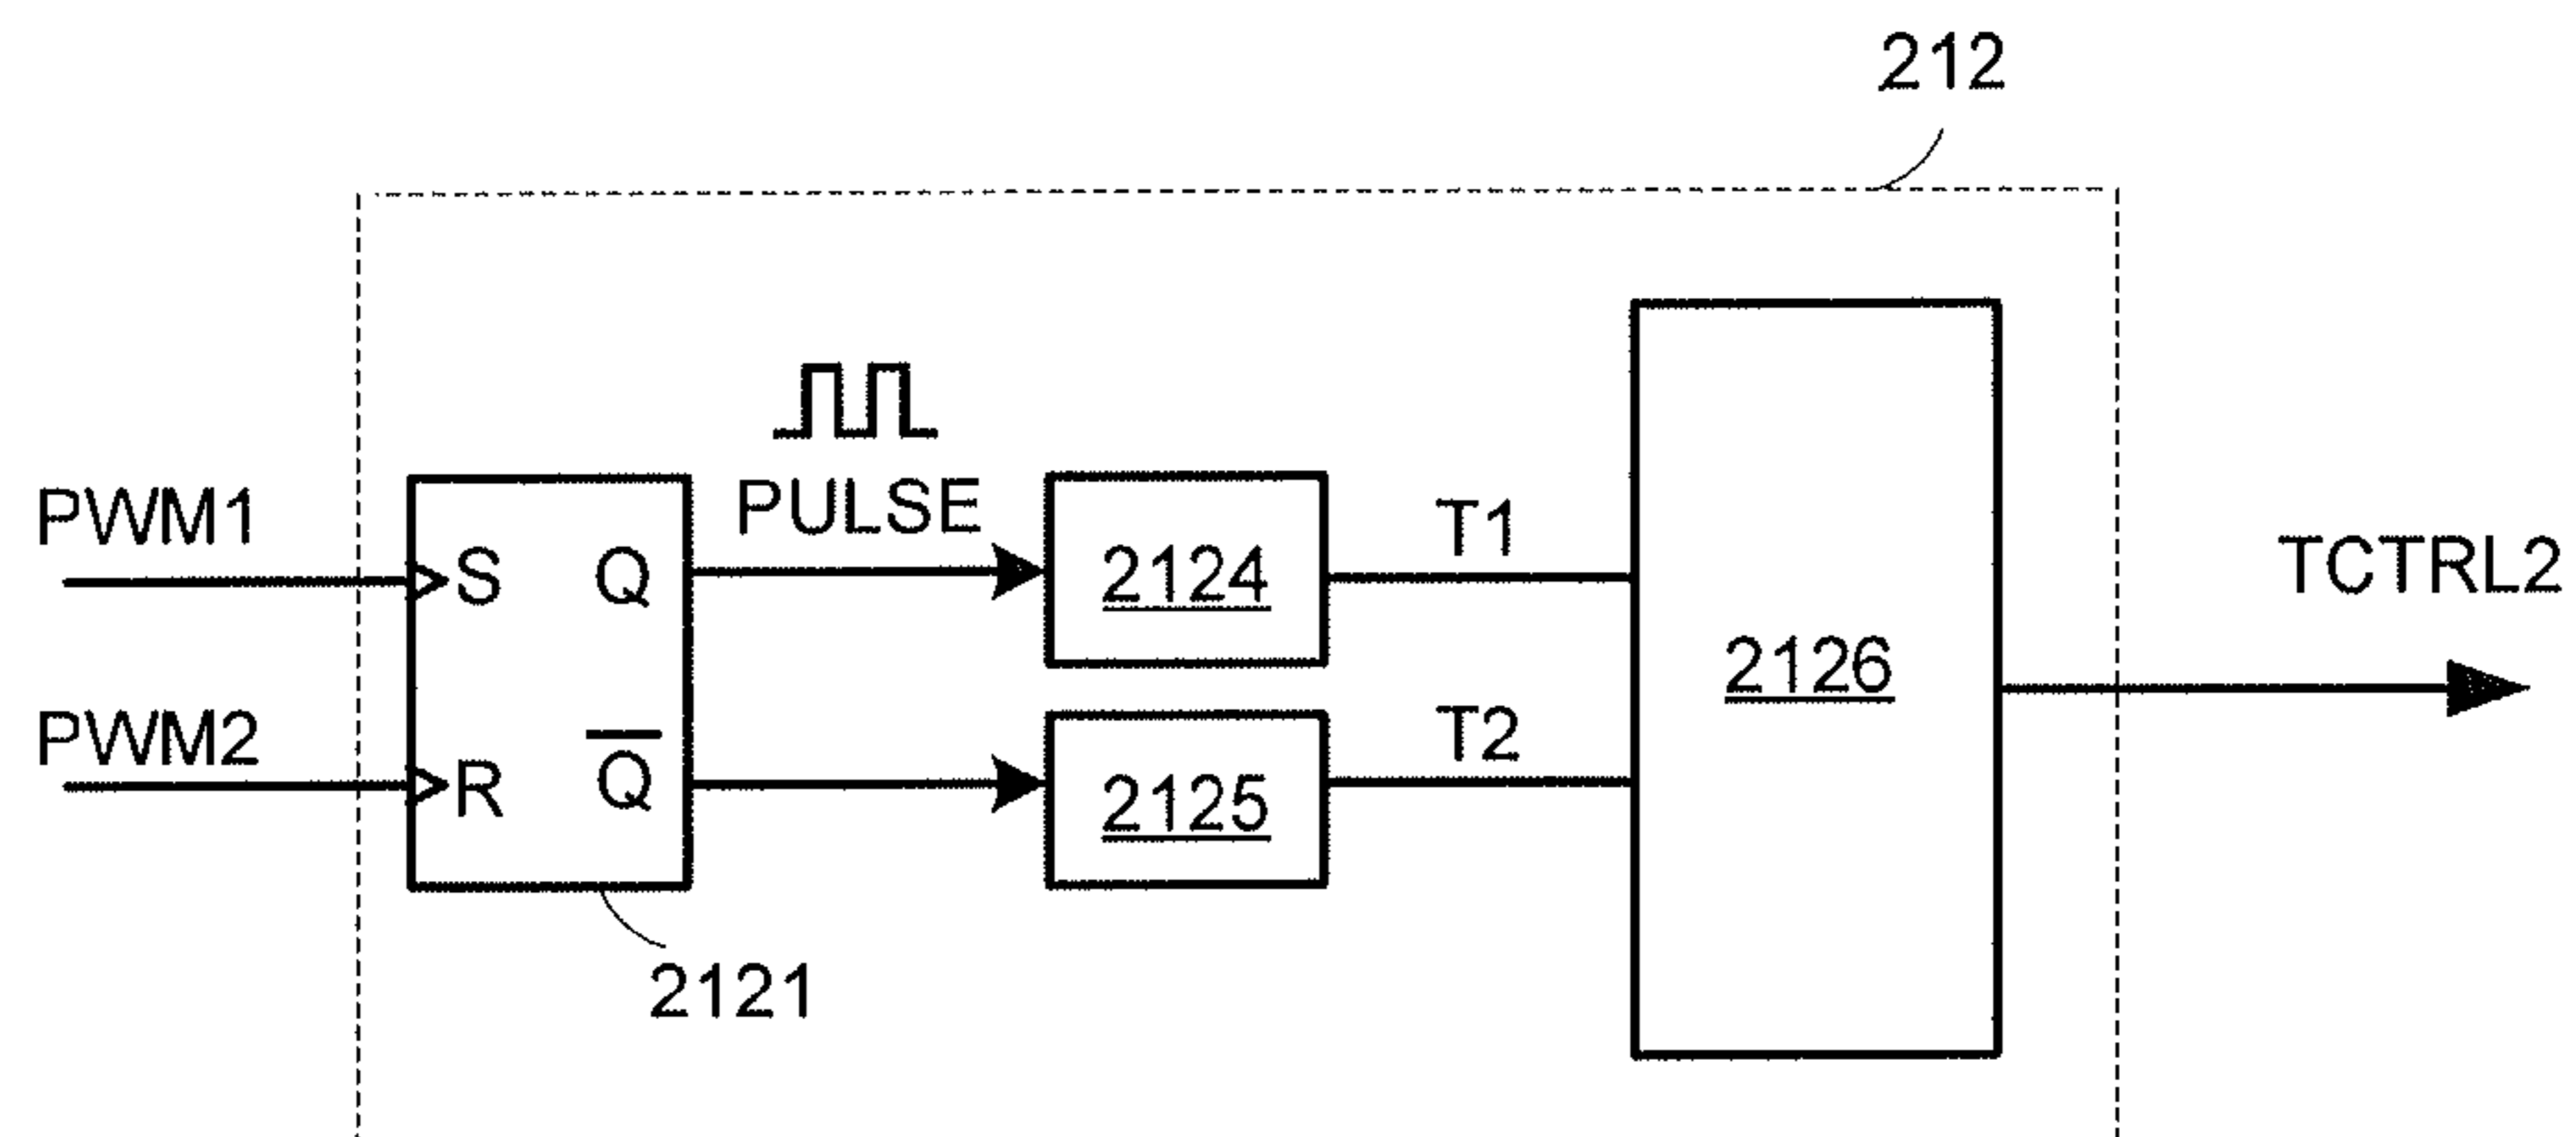 212
PWM1
S
Q
PULSE
2124
T1
TCTRL2
2126
PWM2
R
Q
2125
T2
2121